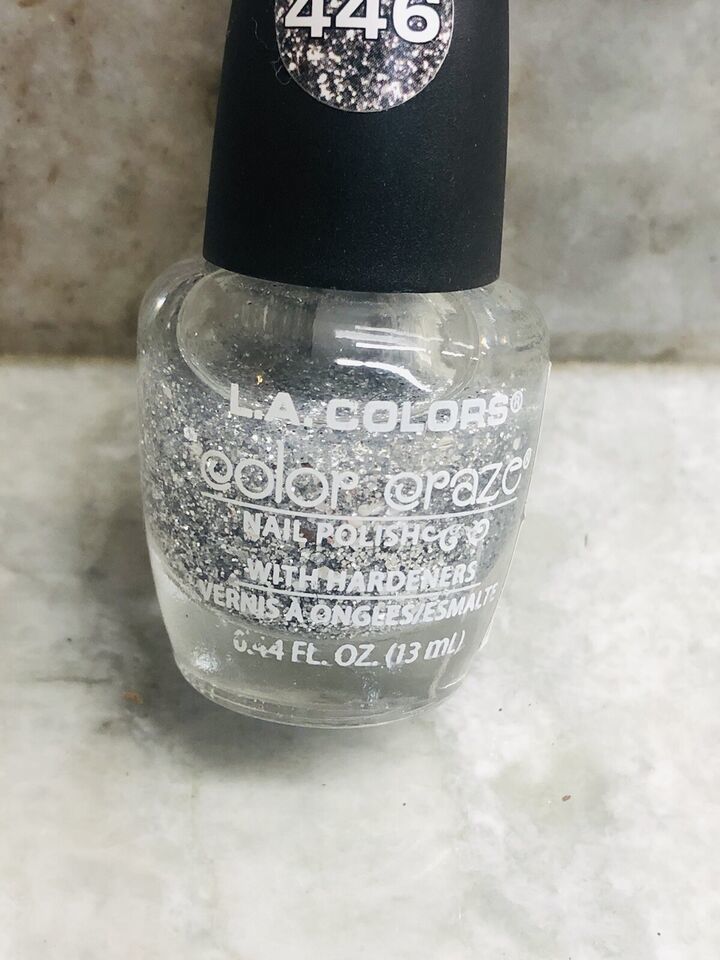 446
L.A. COLORS®
color craze®
NAIL POLISH
WITH HARDENERS
VERNIS À ONGLES/ESMALTE
0.44 FL. OZ. (13 mL)